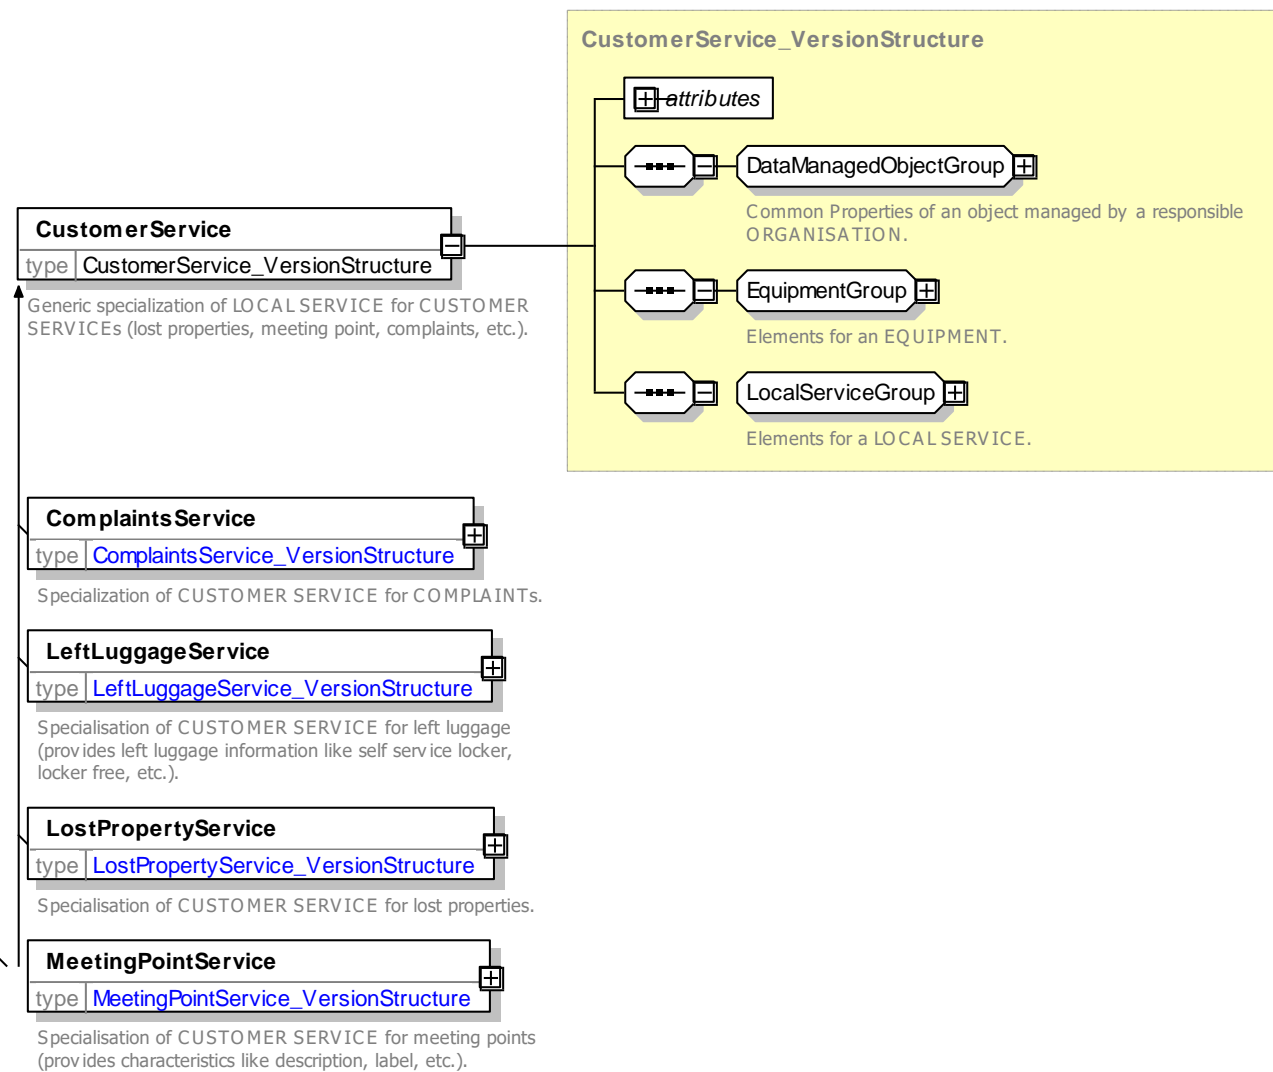 CustomerService_VersionStructure
attributes
DataManagedObjectGroup
Common Properties of an object managed by a responsible
ORGANISATION.
CustomerService
type CustomerService_VersionStructure
Generic specialization of LOCAL SERVICE for CUSTOMER
SERVICEs (lost properties, meeting point, complaints, etc.).
EquipmentGroup
Elements for an EQUIPMENT.
LocalServiceGroup
Elements for a LOCAL SERVICE.
ComplaintsService
type ComplaintsService_VersionStructure
Specialization of CUSTOMER SERVICE for COMPLAINTs.
LeftLuggageService
type LeftLuggageService_VersionStructure
Specialisation of CUSTOMER SERVICE for left luggage
(provides left luggage information like self service locker,
locker free, etc.).
LostPropertyService
type LostPropertyService_VersionStructure
Specialisation of CUSTOMER SERVICE for lost properties.
MeetingPointService
type MeetingPointService_VersionStructure
Specialisation of CUSTOMER SERVICE for meeting points
(provides characteristics like description, label, etc.).